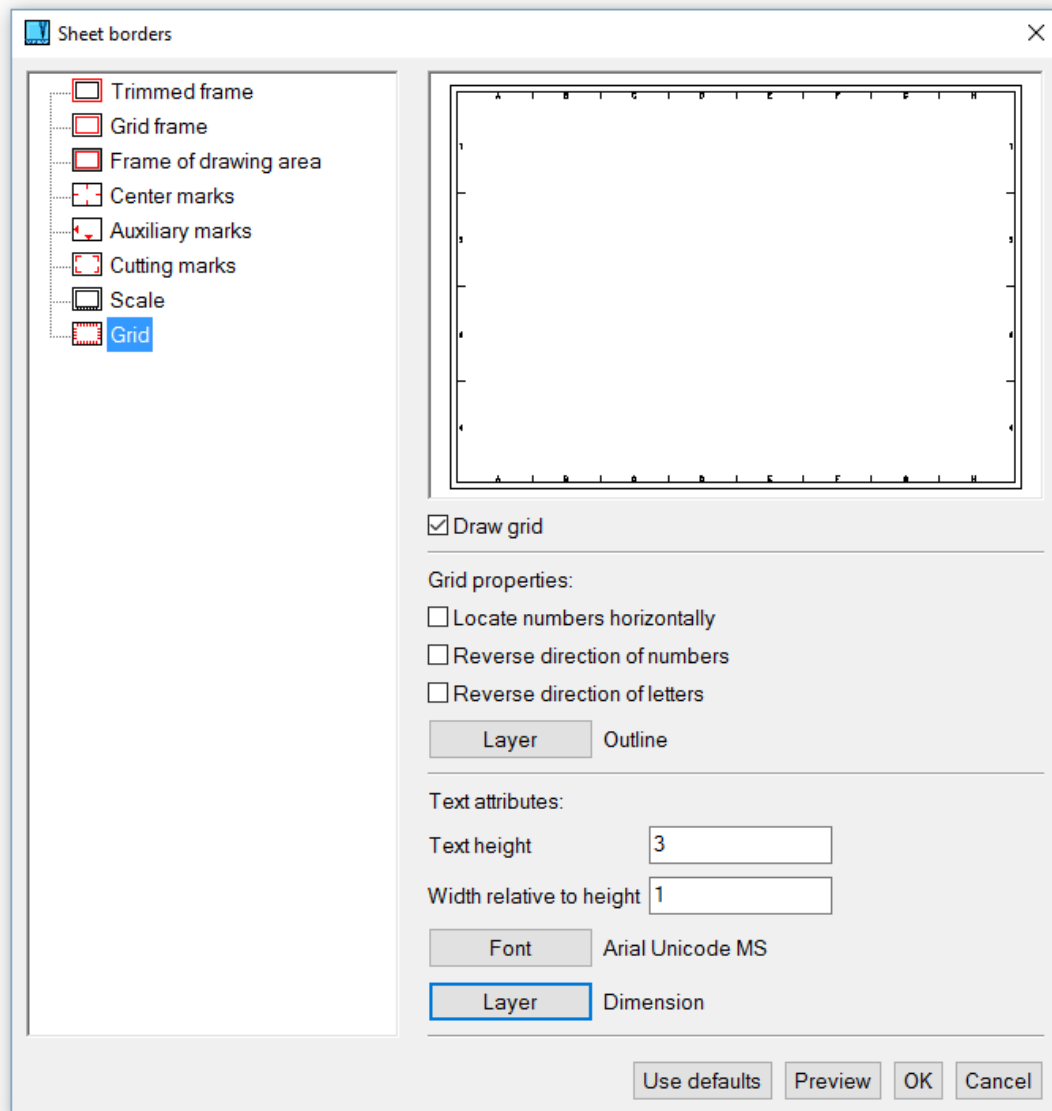 Sheet borders
Trimmed frame
Grid frame
Frame of drawing area
Center marks
Auxiliary marks
Cutting marks
Scale
Grid
Draw grid
Grid properties:
Locate numbers horizontally
Reverse direction of numbers
Reverse direction of letters
Layer Outline
Text attributes:
Text height 3
Width relative to height 1
Font Arial Unicode MS
Layer Dimension
Use defaults Preview OK Cancel